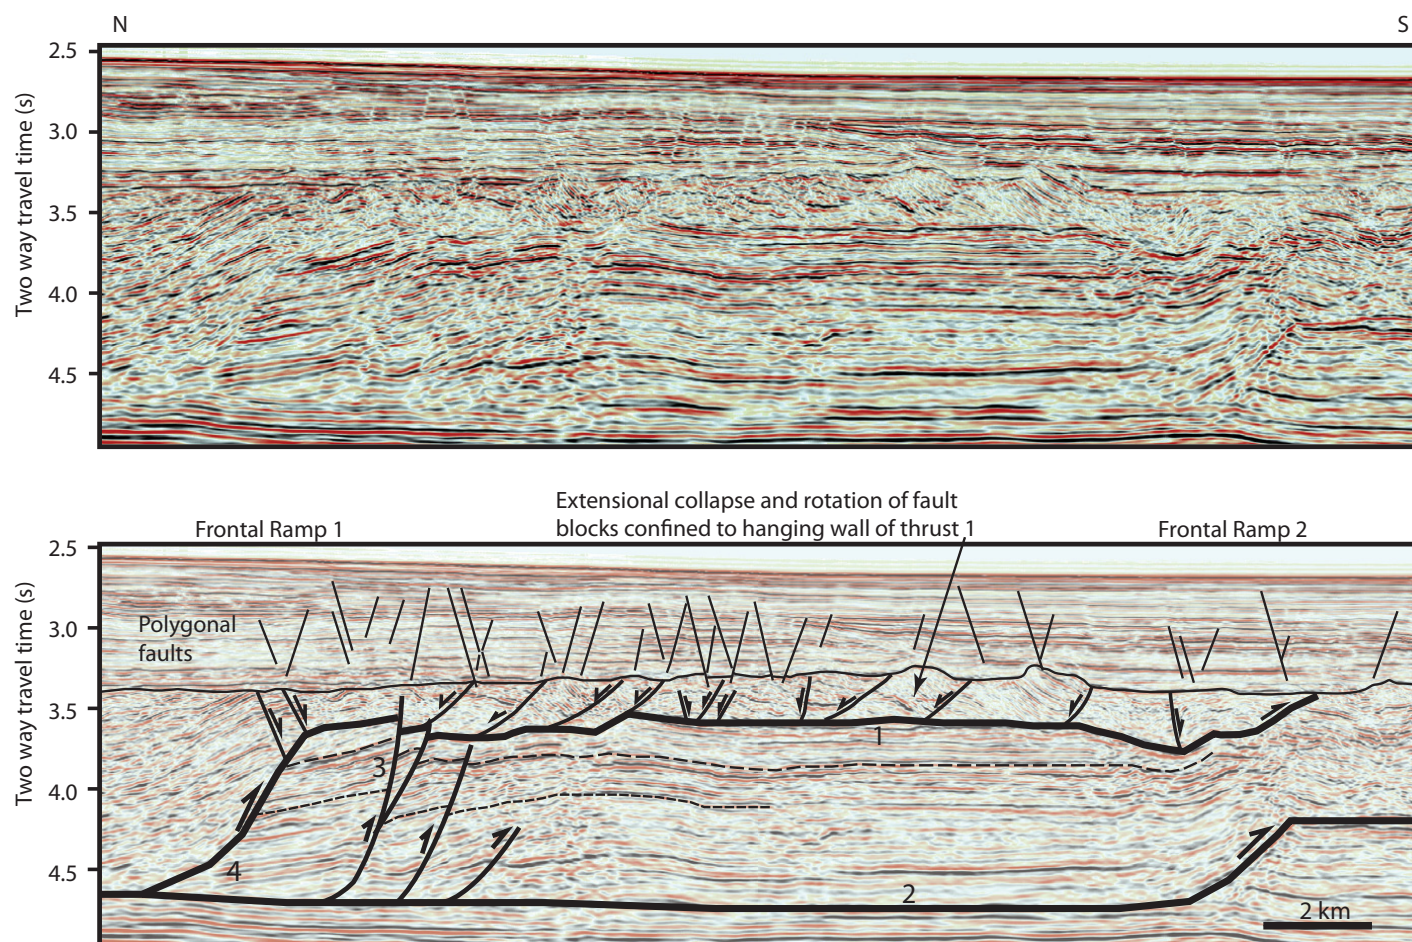 N
S
2.5
3.0
3.5
4.0
4.5
Two way travel time (s)
Extensional collapse and rotation of fault
blocks confined to hanging wall of thrust 1
Frontal Ramp 1
Frontal Ramp 2
2.5
3.0
3.5
4.0
4.5
Two way travel time (s)
Polygonal
faults
1
3
4
2
2 km